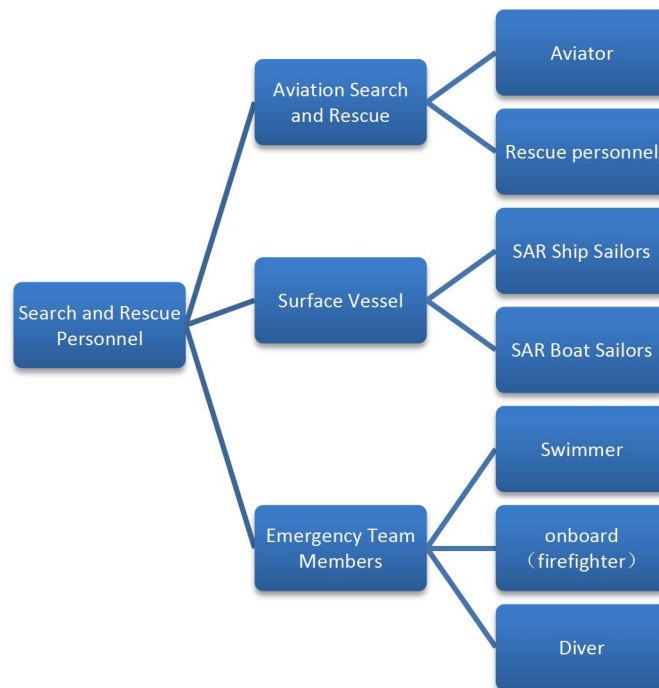 Aviator
Aviation Search
and Rescue
Rescue personnel
SAR Ship Sailors
Search and Rescue
Personnel
Surface Vessel
SAR Boat Sailors
Swimmer
Emergency Team
Members
onboard
（firefighter）
Diver